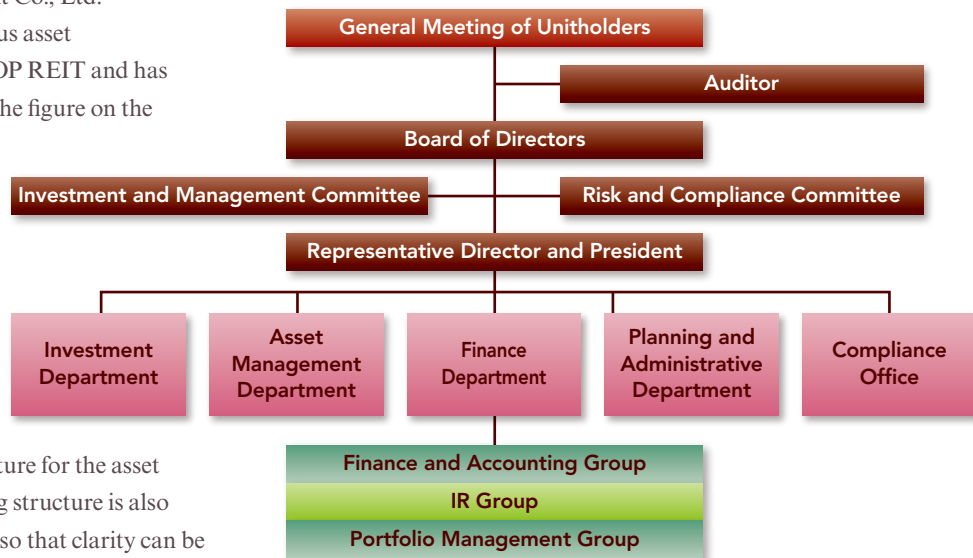 t Co., Ltd.
us asset
OP REIT and has
he figure on the
General Meeting of Unitholders
Auditor
Board of Directors
Investment and Management Committee
Risk and Compliance Committee
Representative Director and President
Investment
Department
Asset
Management
Department
Finance
Department
Planning and
Administrative
Department
Compliance
Office
ture for the asset
g structure is also
so that clarity can be
Finance and Accounting Group
IR Group
Portfolio Management Group